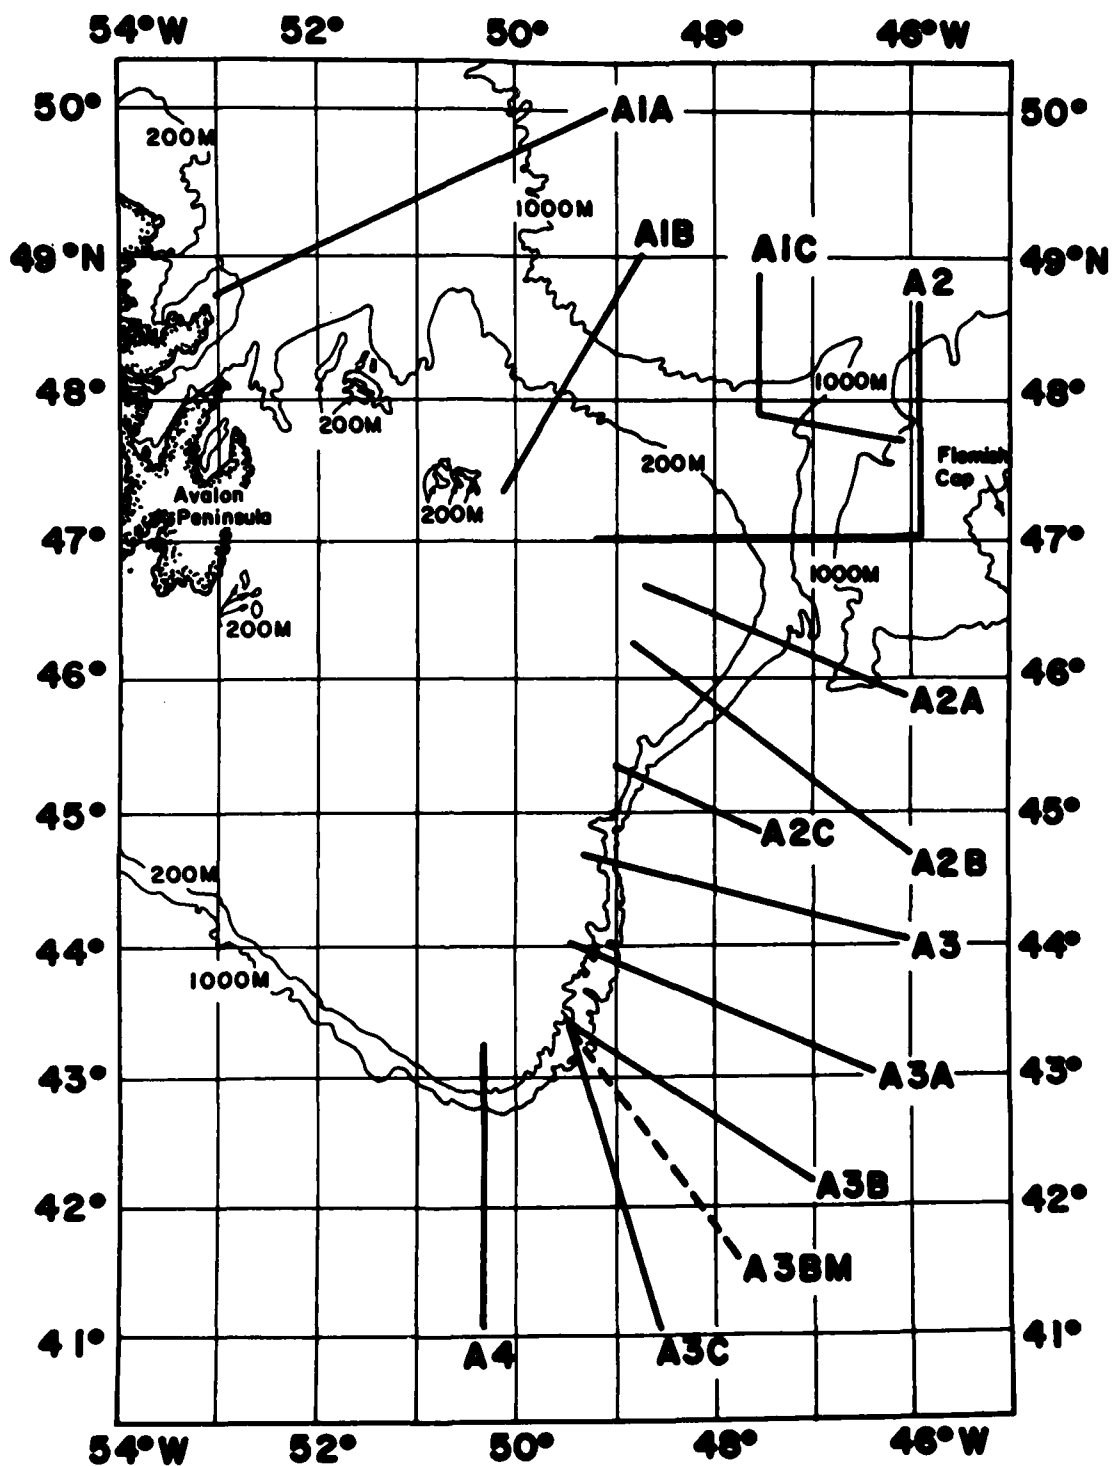 54°W 52° 50° 48° 46°W
50° A1A 50°
200M
1000M
A1B A1C
49°N 49°N
A2
1000M
48° 48°
200M
200M Flemish
Cap
Avalon
Peninsula
200M
47° 47°
1000M
200M
46° 46°
A2A
45° A2C 45°
A2B
200M
44° A3 44°
1000M
43° A3A 43°
A3B
42° 42°
A3BM
41° 41°
A4 A3C
54°W 52° 50° 48° 46°W